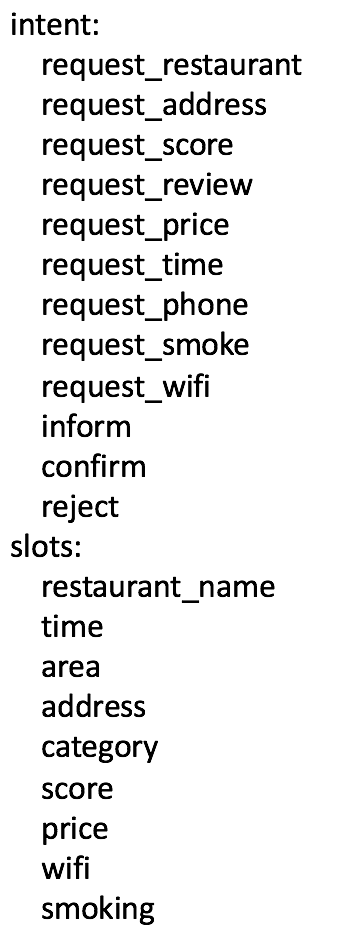 intent:
request_restaurant
request_address
request_score
request_review
request_price
request_time
request_phone
request_smoke
request_wifi
inform
confirm
reject
slots:
restaurant_name
time
area
address
category
score
price
wifi
smoking